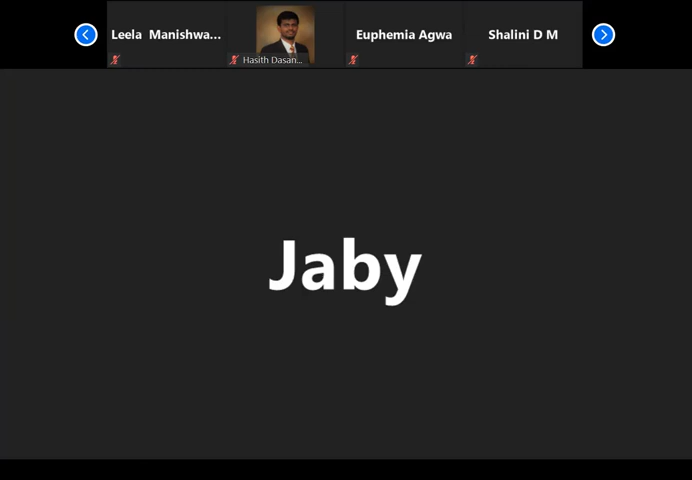 Leela Manishwa...
Euphemia Agwa
Shalini D M
Hasith Dasan...
Jaby